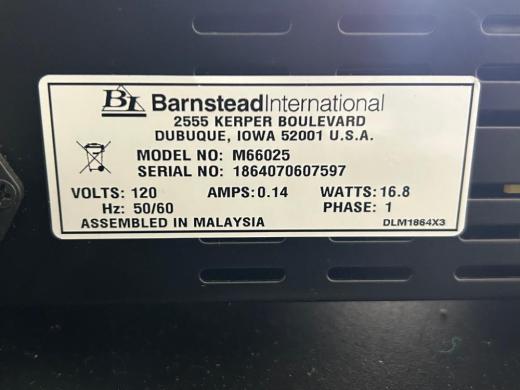 BI BarnsteadInternational
2555 KERPER BOULEVARD
DUBUQUE, IOWA 52001 U.S.A.
MODEL NO: M66025
SERIAL NO: 1864070607597
VOLTS: 120 AMPS: 0.14 WATTS: 16.8
Hz: 50/60 PHASE: 1
ASSEMBLED IN MALAYSIA DLM1864X3